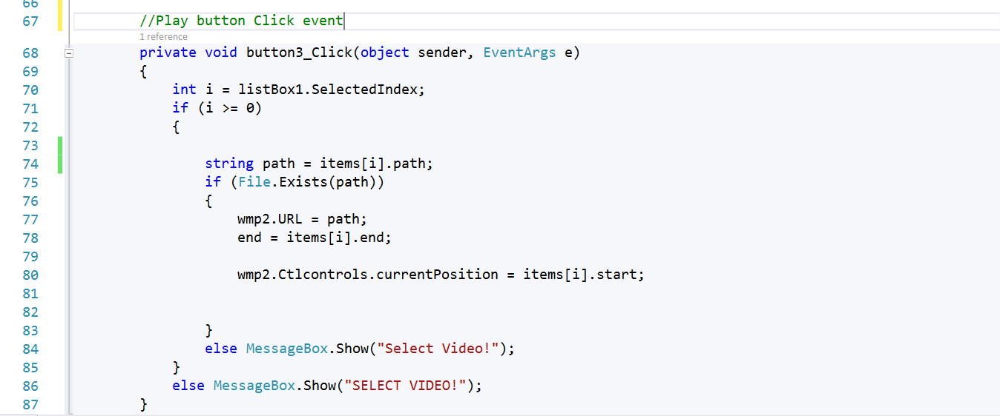 66
67 //Play button Click event
1 reference
68 private void button3_Click(object sender, EventArgs e)
69 {
70 int i = listBox1.SelectedIndex;
71 if (i >= 0)
72 {
73
74 string path = items[i].path;
75 if (File.Exists(path))
76 {
77 wmp2.URL = path;
78 end = items[i].end;
79
80 wmp2.Ctlcontrols.currentPosition = items[i].start;
81
82
83 }
84 else MessageBox.Show("Select Video!");
85 }
86 else MessageBox.Show("SELECT VIDEO!");
87 }